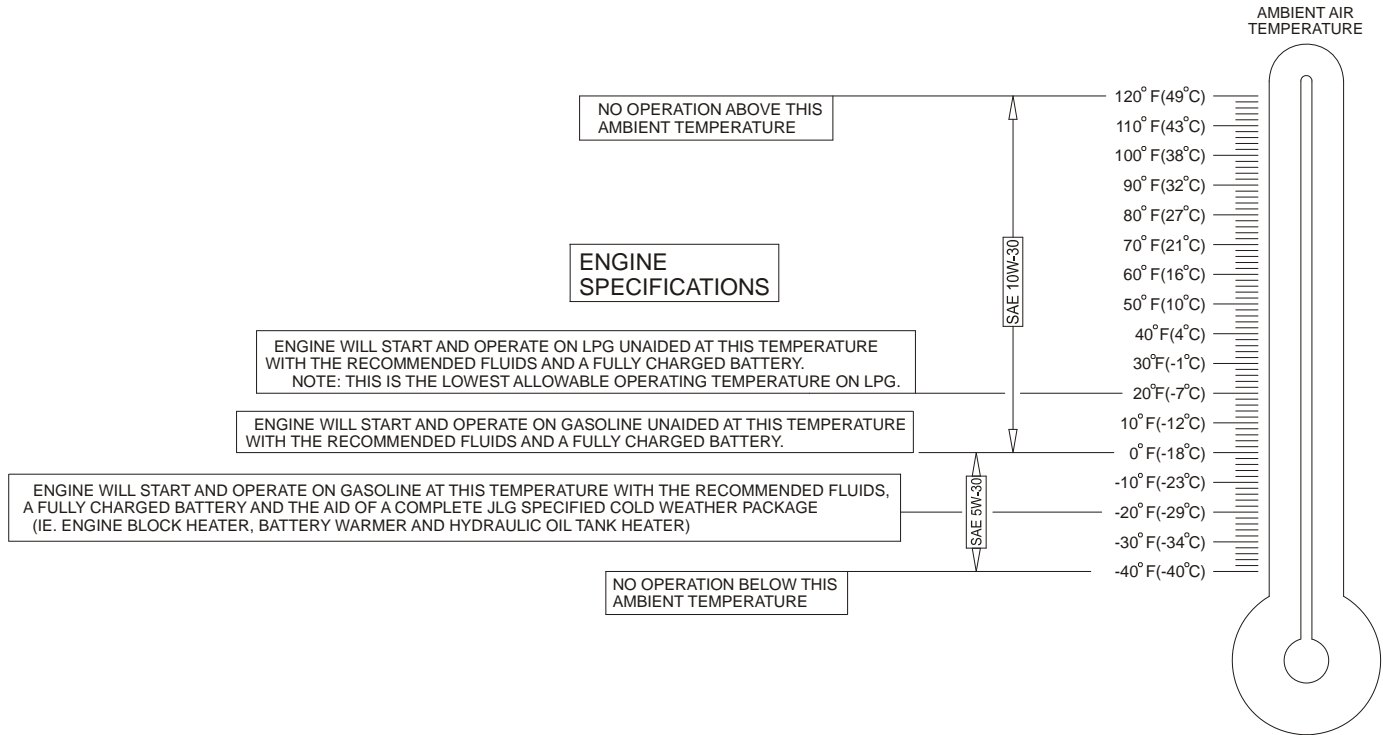 AMBIENT AIR
TEMPERATURE
120° F(49°C)
NO OPERATION ABOVE THIS
AMBIENT TEMPERATURE
110° F(43°C)
100° F(38°C)
90° F(32°C)
80° F(27°C)
70° F(21°C)
ENGINE
SPECIFICATIONS
SAE 10W-30
60° F(16°C)
50° F(10°C)
40°F(4°C)
ENGINE WILL START AND OPERATE ON LPG UNAIDED AT THIS TEMPERATURE
WITH THE RECOMMENDED FLUIDS AND A FULLY CHARGED BATTERY.
NOTE: THIS IS THE LOWEST ALLOWABLE OPERATING TEMPERATURE ON LPG.
30°F(-1°C)
20°F(-7°C)
10°F(-12°C)
ENGINE WILL START AND OPERATE ON GASOLINE UNAIDED AT THIS TEMPERATURE
WITH THE RECOMMENDED FLUIDS AND A FULLY CHARGED BATTERY.
0°F(-18°C)
-10°F(-23°C)
ENGINE WILL START AND OPERATE ON GASOLINE AT THIS TEMPERATURE WITH THE RECOMMENDED FLUIDS,
A FULLY CHARGED BATTERY AND THE AID OF A COMPLETE JLG SPECIFIED COLD WEATHER PACKAGE
(IE. ENGINE BLOCK HEATER, BATTERY WARMER AND HYDRAULIC OIL TANK HEATER)
SAE 5W-30
-20° F(-29°C)
-30° F(-34°C)
-40° F(-40°C)
NO OPERATION BELOW THIS
AMBIENT TEMPERATURE